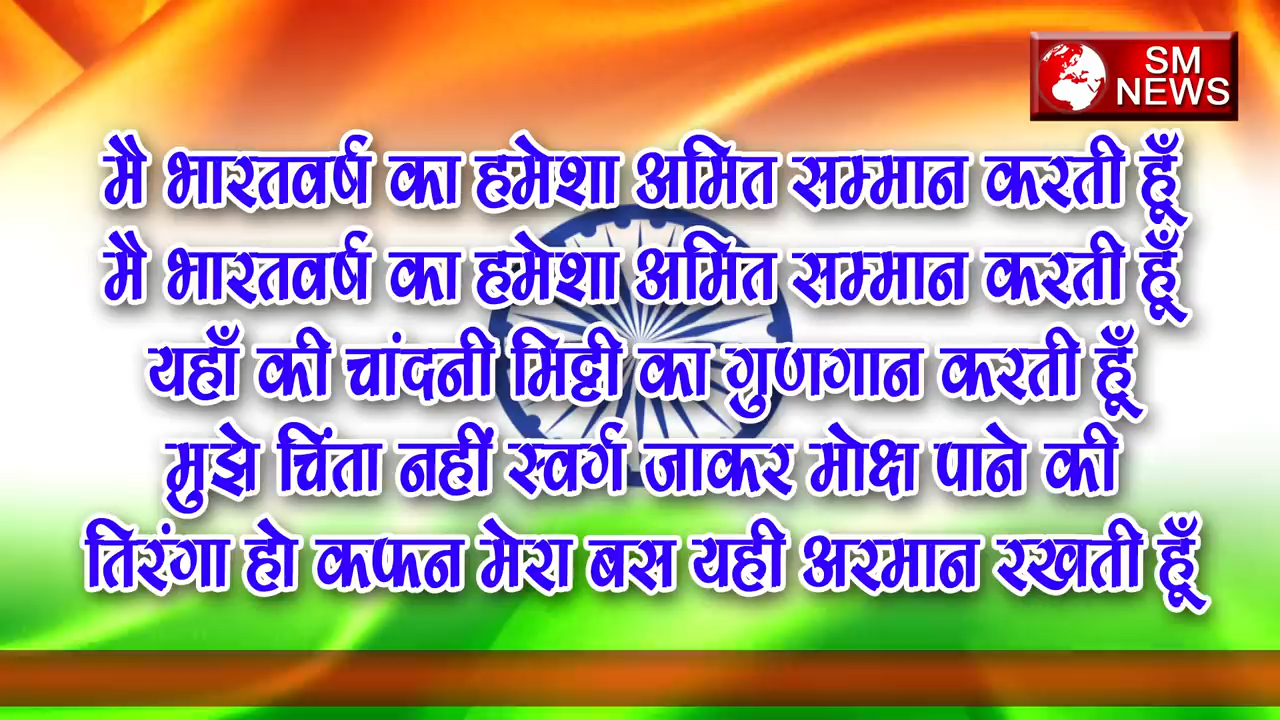 SM
NEWS
मै भारतवर्ष का हमेशा अमित सम्मान करती हूँ
मै भारतवर्ष का हमेशा अमित सम्मान करती हूँ
यहाँ की चांदनी मिट्टी का गुणगान करती हूँ
मुझे चिंता नहीं स्वर्ग जाकर मोक्ष पाने की
तिरंगा हो कफन मेरा बस यही अरमान रखती हूँ